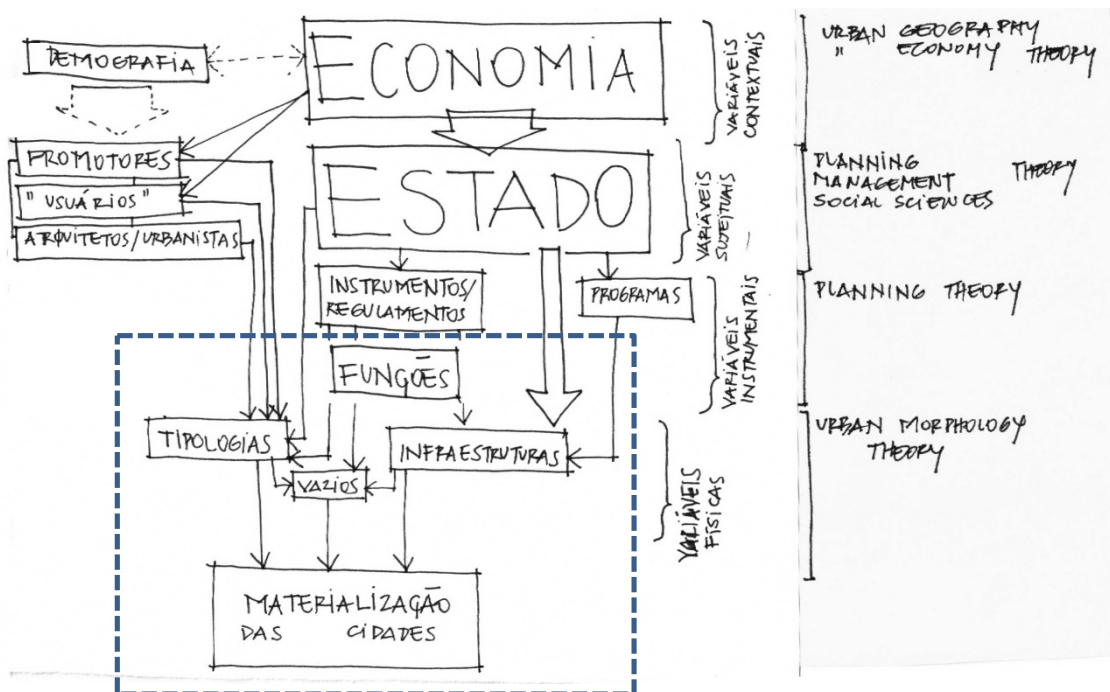 DEMOGRAFIA
ECONOMIA
VARIÁVEIS
CONTEXTUAIS
PROMOTORES
"USUÁRIOS"
ARQUITETOS/URBANISTAS
ESTADO
VARIÁVEIS
SUJEITUAIS
INSTRUMENTOS/
REGULAMENTOS
PROGRAMAS
VARIÁVEIS
INSTRUMENTAIS
FUNÇÕES
TIPOLOGIAS
INFRAESTRUTURAS
VAZIOS
VARIÁVEIS
FÍSICAS
MATERIALIZAÇÃO
DAS CIDADES
URBAN GEOGRAPHY
" ECONOMY THEORY
PLANNING
MANAGEMENT THEORY
SOCIAL SCIENCES
PLANNING THEORY
URBAN MORPHOLOGY
THEORY